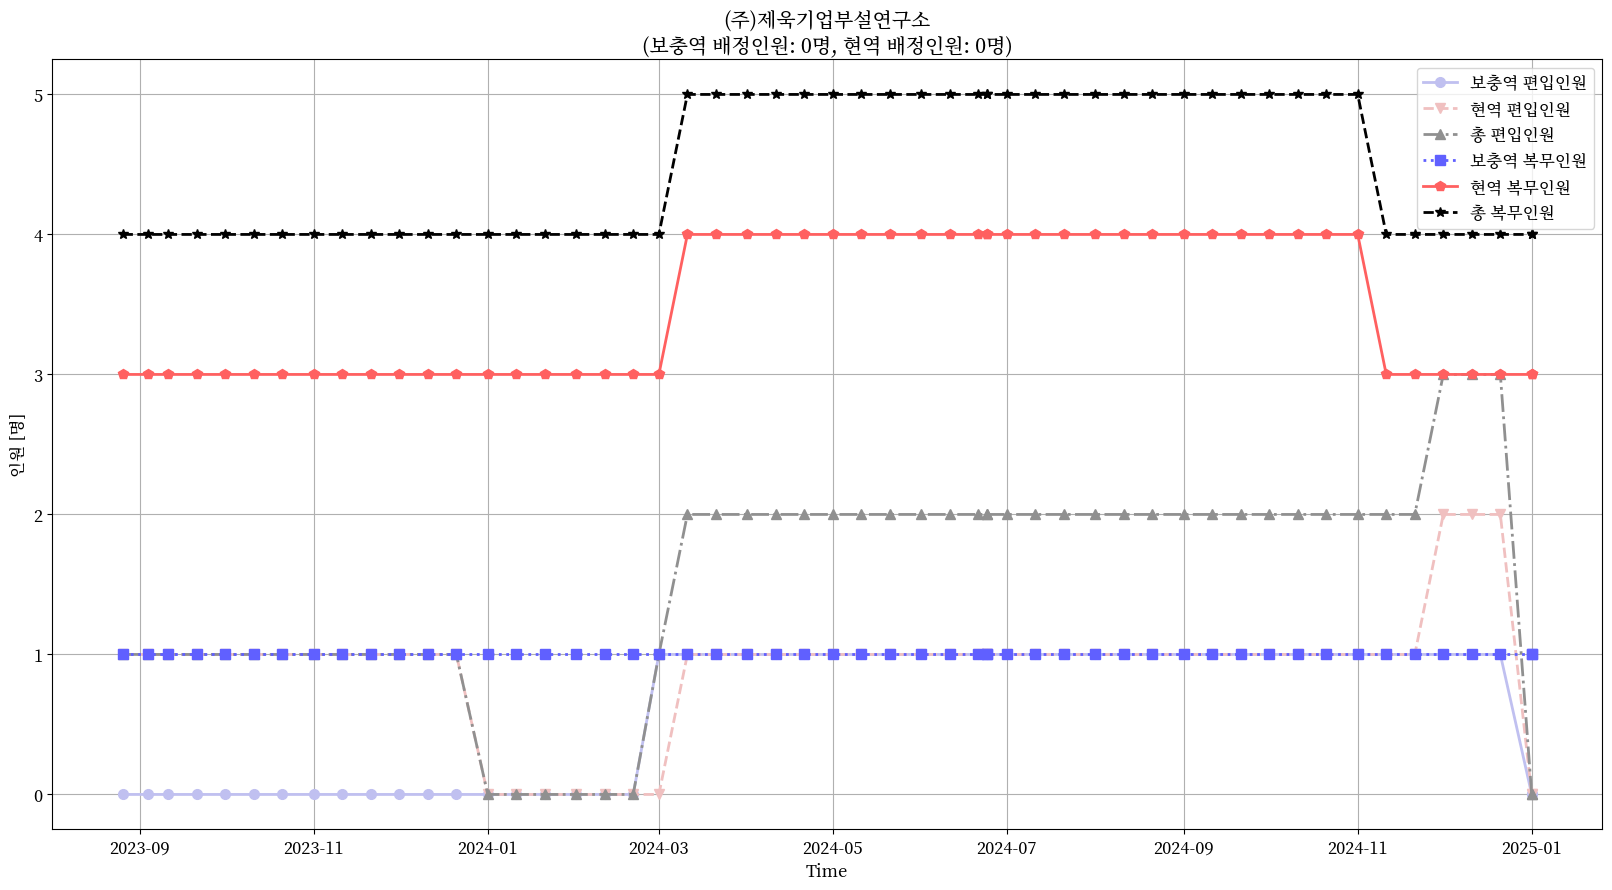 (주)제욱기업부설연구소
(보충역 배정인원: 0명, 현역 배정인원: 0명)
보충역 편입인원
현역 편입인원
총 편입인원
보충역 복무인원
현역 복무인원
총 복무인원
인원 [명]
5
4
3
2
1
0
2023-09
2023-11
2024-01
2024-03
2024-05
2024-07
2024-09
2024-11
2025-01
Time